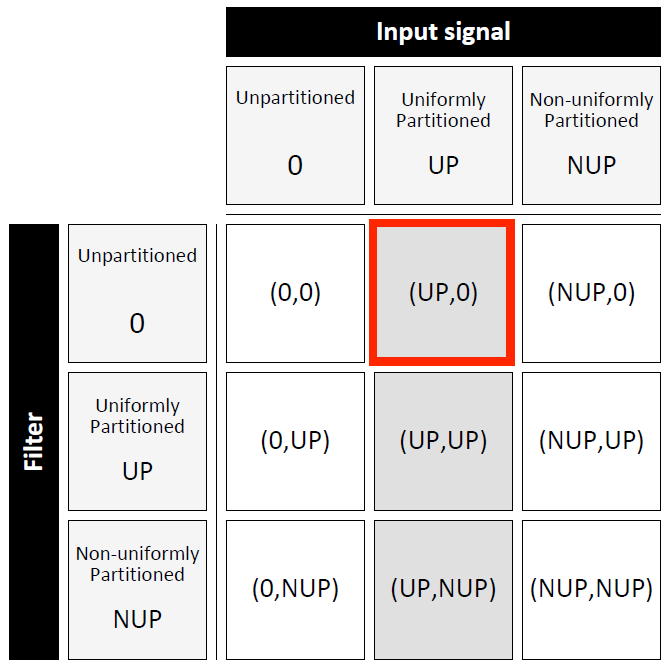 Input signal
Unpartitioned
0
Uniformly
Partitioned
UP
Non-uniformly
Partitioned
NUP
Filter
Unpartitioned
0
(0,0)
(UP,0)
(NUP,0)
Uniformly
Partitioned
UP
(0,UP)
(UP,UP)
(NUP,UP)
Non-uniformly
Partitioned
NUP
(0,NUP)
(UP,NUP)
(NUP,NUP)